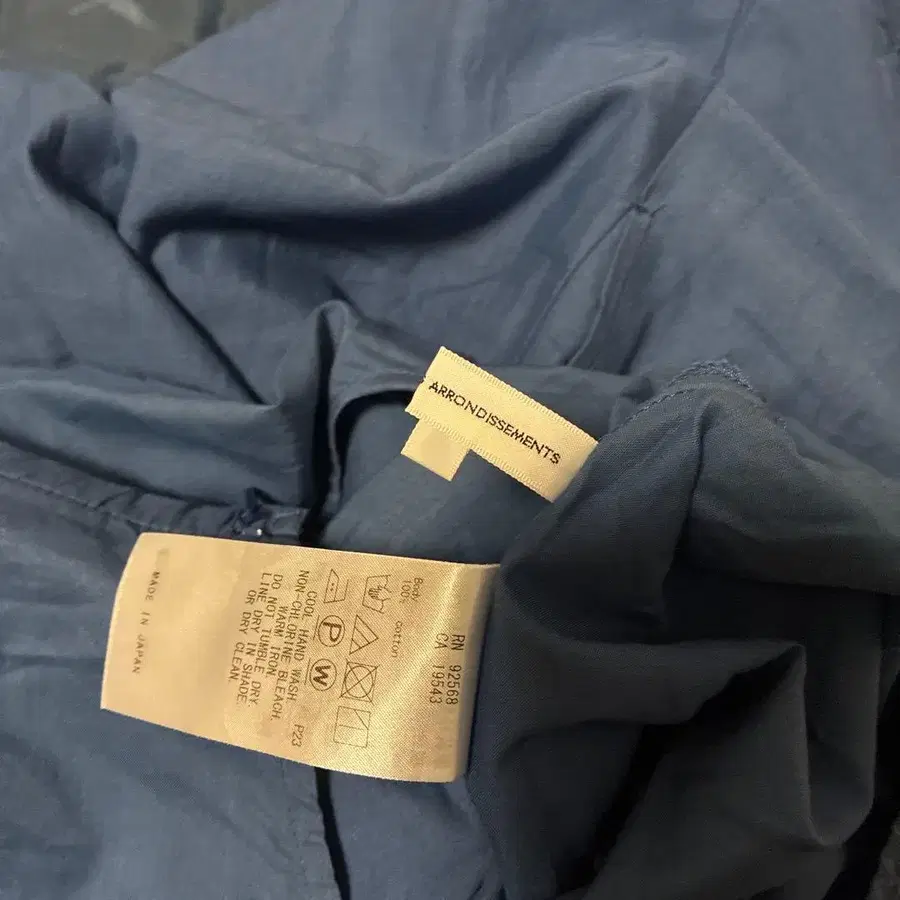 ARRONDISSEMENTS
RN 92568
CA 19543
Body
100% cotton
P
W
COOL HAND WASH.
NON-CHLORINE BLEACH.
WARM IRON.
DO NOT TUMBLE DRY
LINE DRY IN SHADE
OR DRY CLEAN.
P23
MADE IN JAPAN